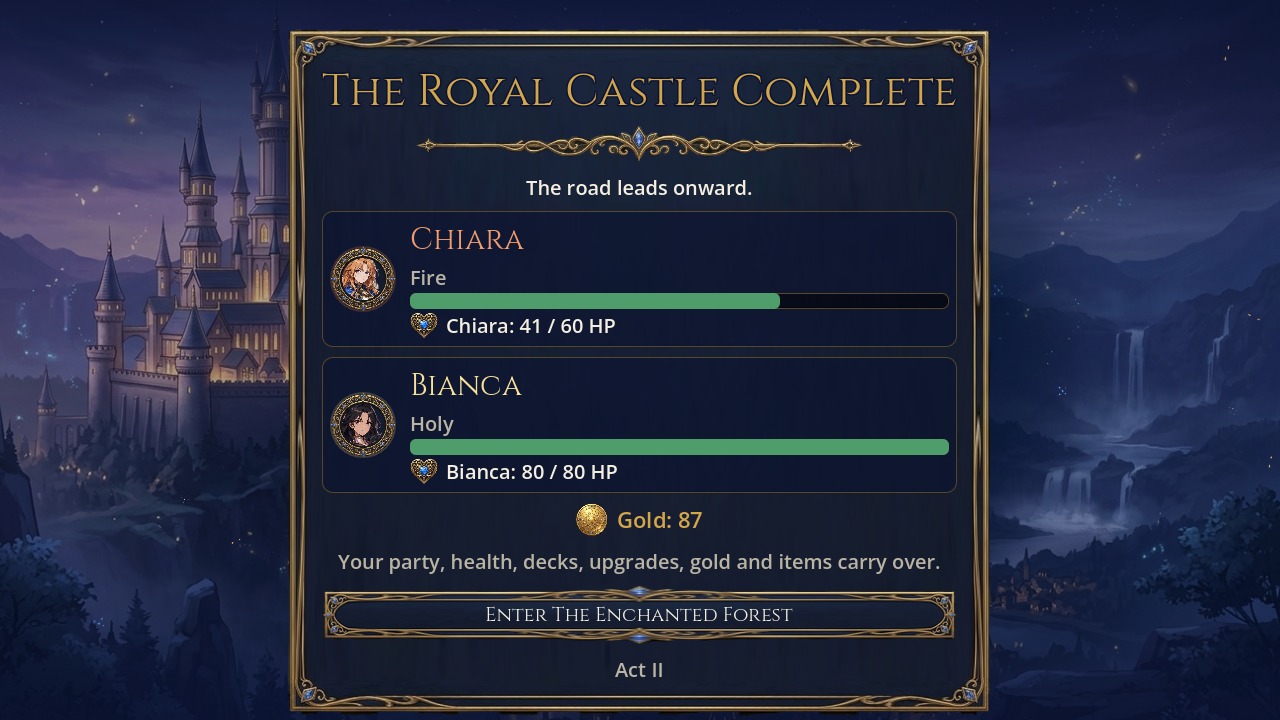 The Royal Castle Complete
The road leads onward.
Chiara
Fire
Chiara: 41 / 60 HP
Bianca
Holy
Bianca: 80 / 80 HP
Gold: 87
Your party, health, decks, upgrades, gold and items carry over.
Enter The Enchanted Forest
Act II